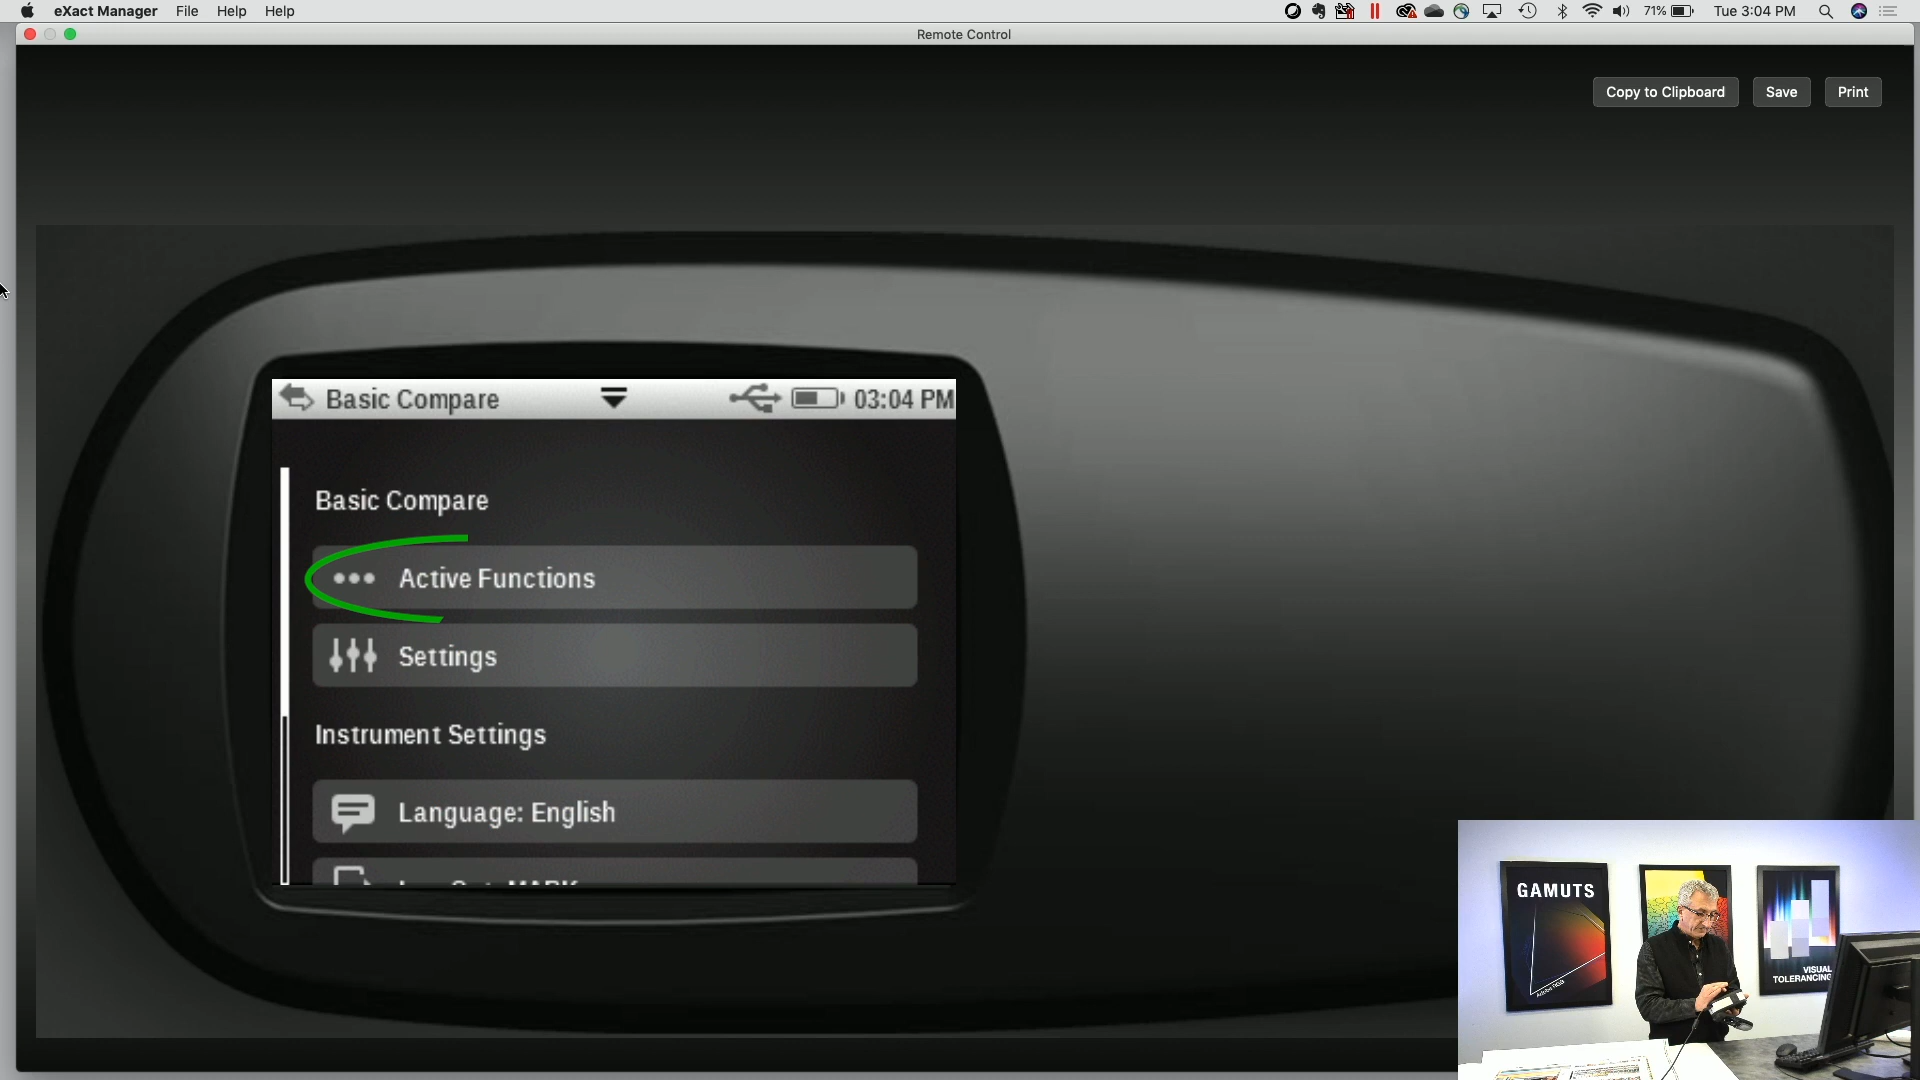 eXact Manager File Help Help 71% Tue 3:04 PM
Remote Control
Copy to Clipboard Save Print
Basic Compare 03:04 PM
Basic Compare
Active Functions
Settings
Instrument Settings
Language: English
GAMUTS
VISUAL
TOLERANCING